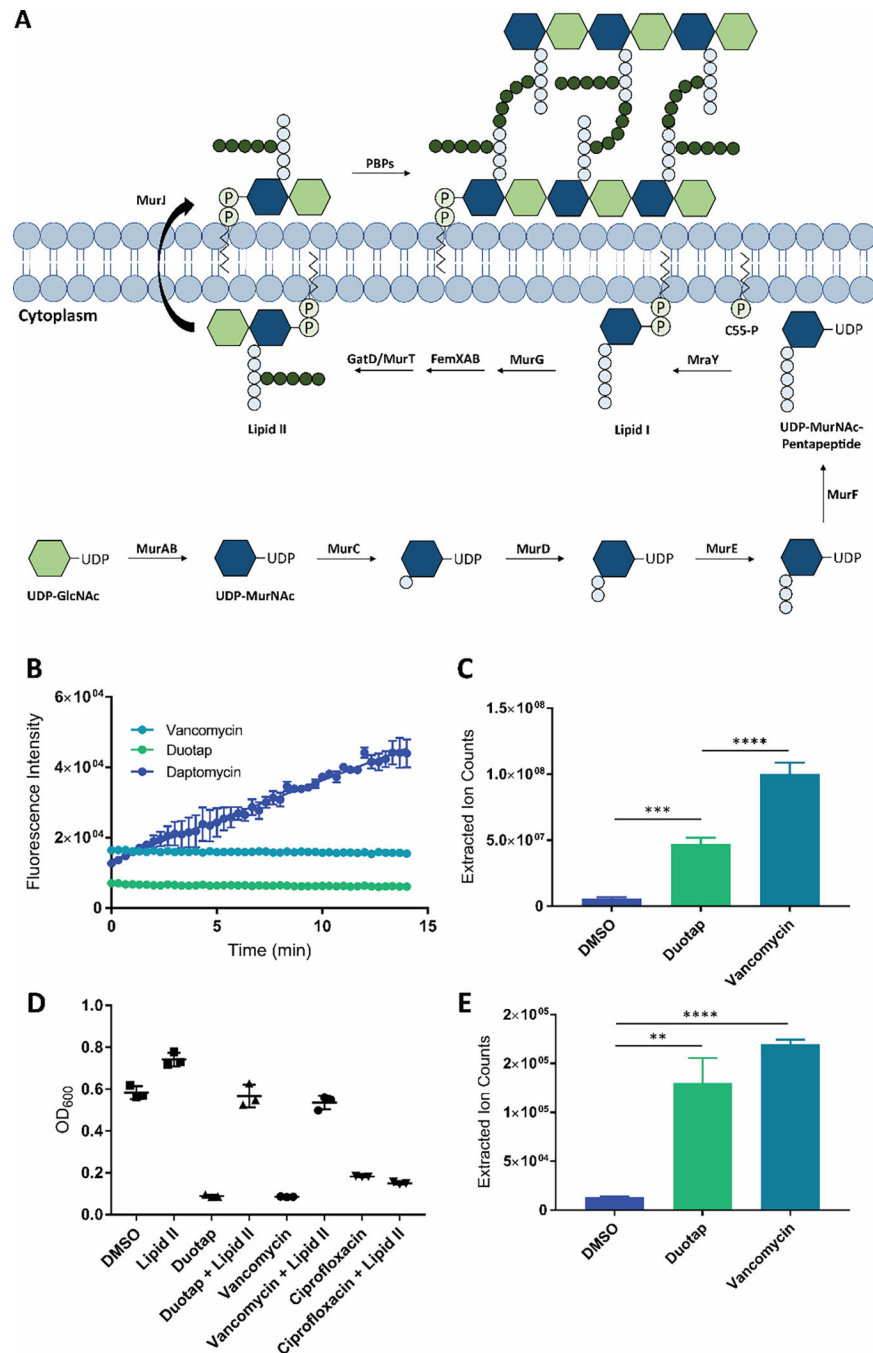 A
PBPs
MurJ
P
P
P
P
Cytoplasm
P
P
P
P
P
C55-P
UDP
GatD/MurT
FemXAB
MurG
MraY
Lipid II
Lipid I
UDP-MurNAc-
Pentapeptide
MurF
UDP
MurAB
UDP
MurC
UDP
MurD
UDP
MurE
UDP
UDP-GlcNAc
UDP-MurNAc
B
Fluorescence Intensity
6×10⁰⁴
4×10⁰⁴
2×10⁰⁴
0
Vancomycin
Duotap
Daptomycin
0 5 10 15
Time (min)
C
Extracted Ion Counts
1.5×10⁰⁸
1.0×10⁰⁸
5.0×10⁰⁷
0
***
****
DMSO
Duotap
Vancomycin
D
OD₆₀₀
1.0
0.8
0.6
0.4
0.2
0.0
DMSO
Lipid II
Duotap
Duotap + Lipid II
Vancomycin
Vancomycin + Lipid II
Ciprofloxacin
Ciprofloxacin + Lipid II
E
Extracted Ion Counts
2×10⁰⁵
2×10⁰⁵
1×10⁰⁵
5×10⁰⁴
0
****
**
DMSO
Duotap
Vancomycin